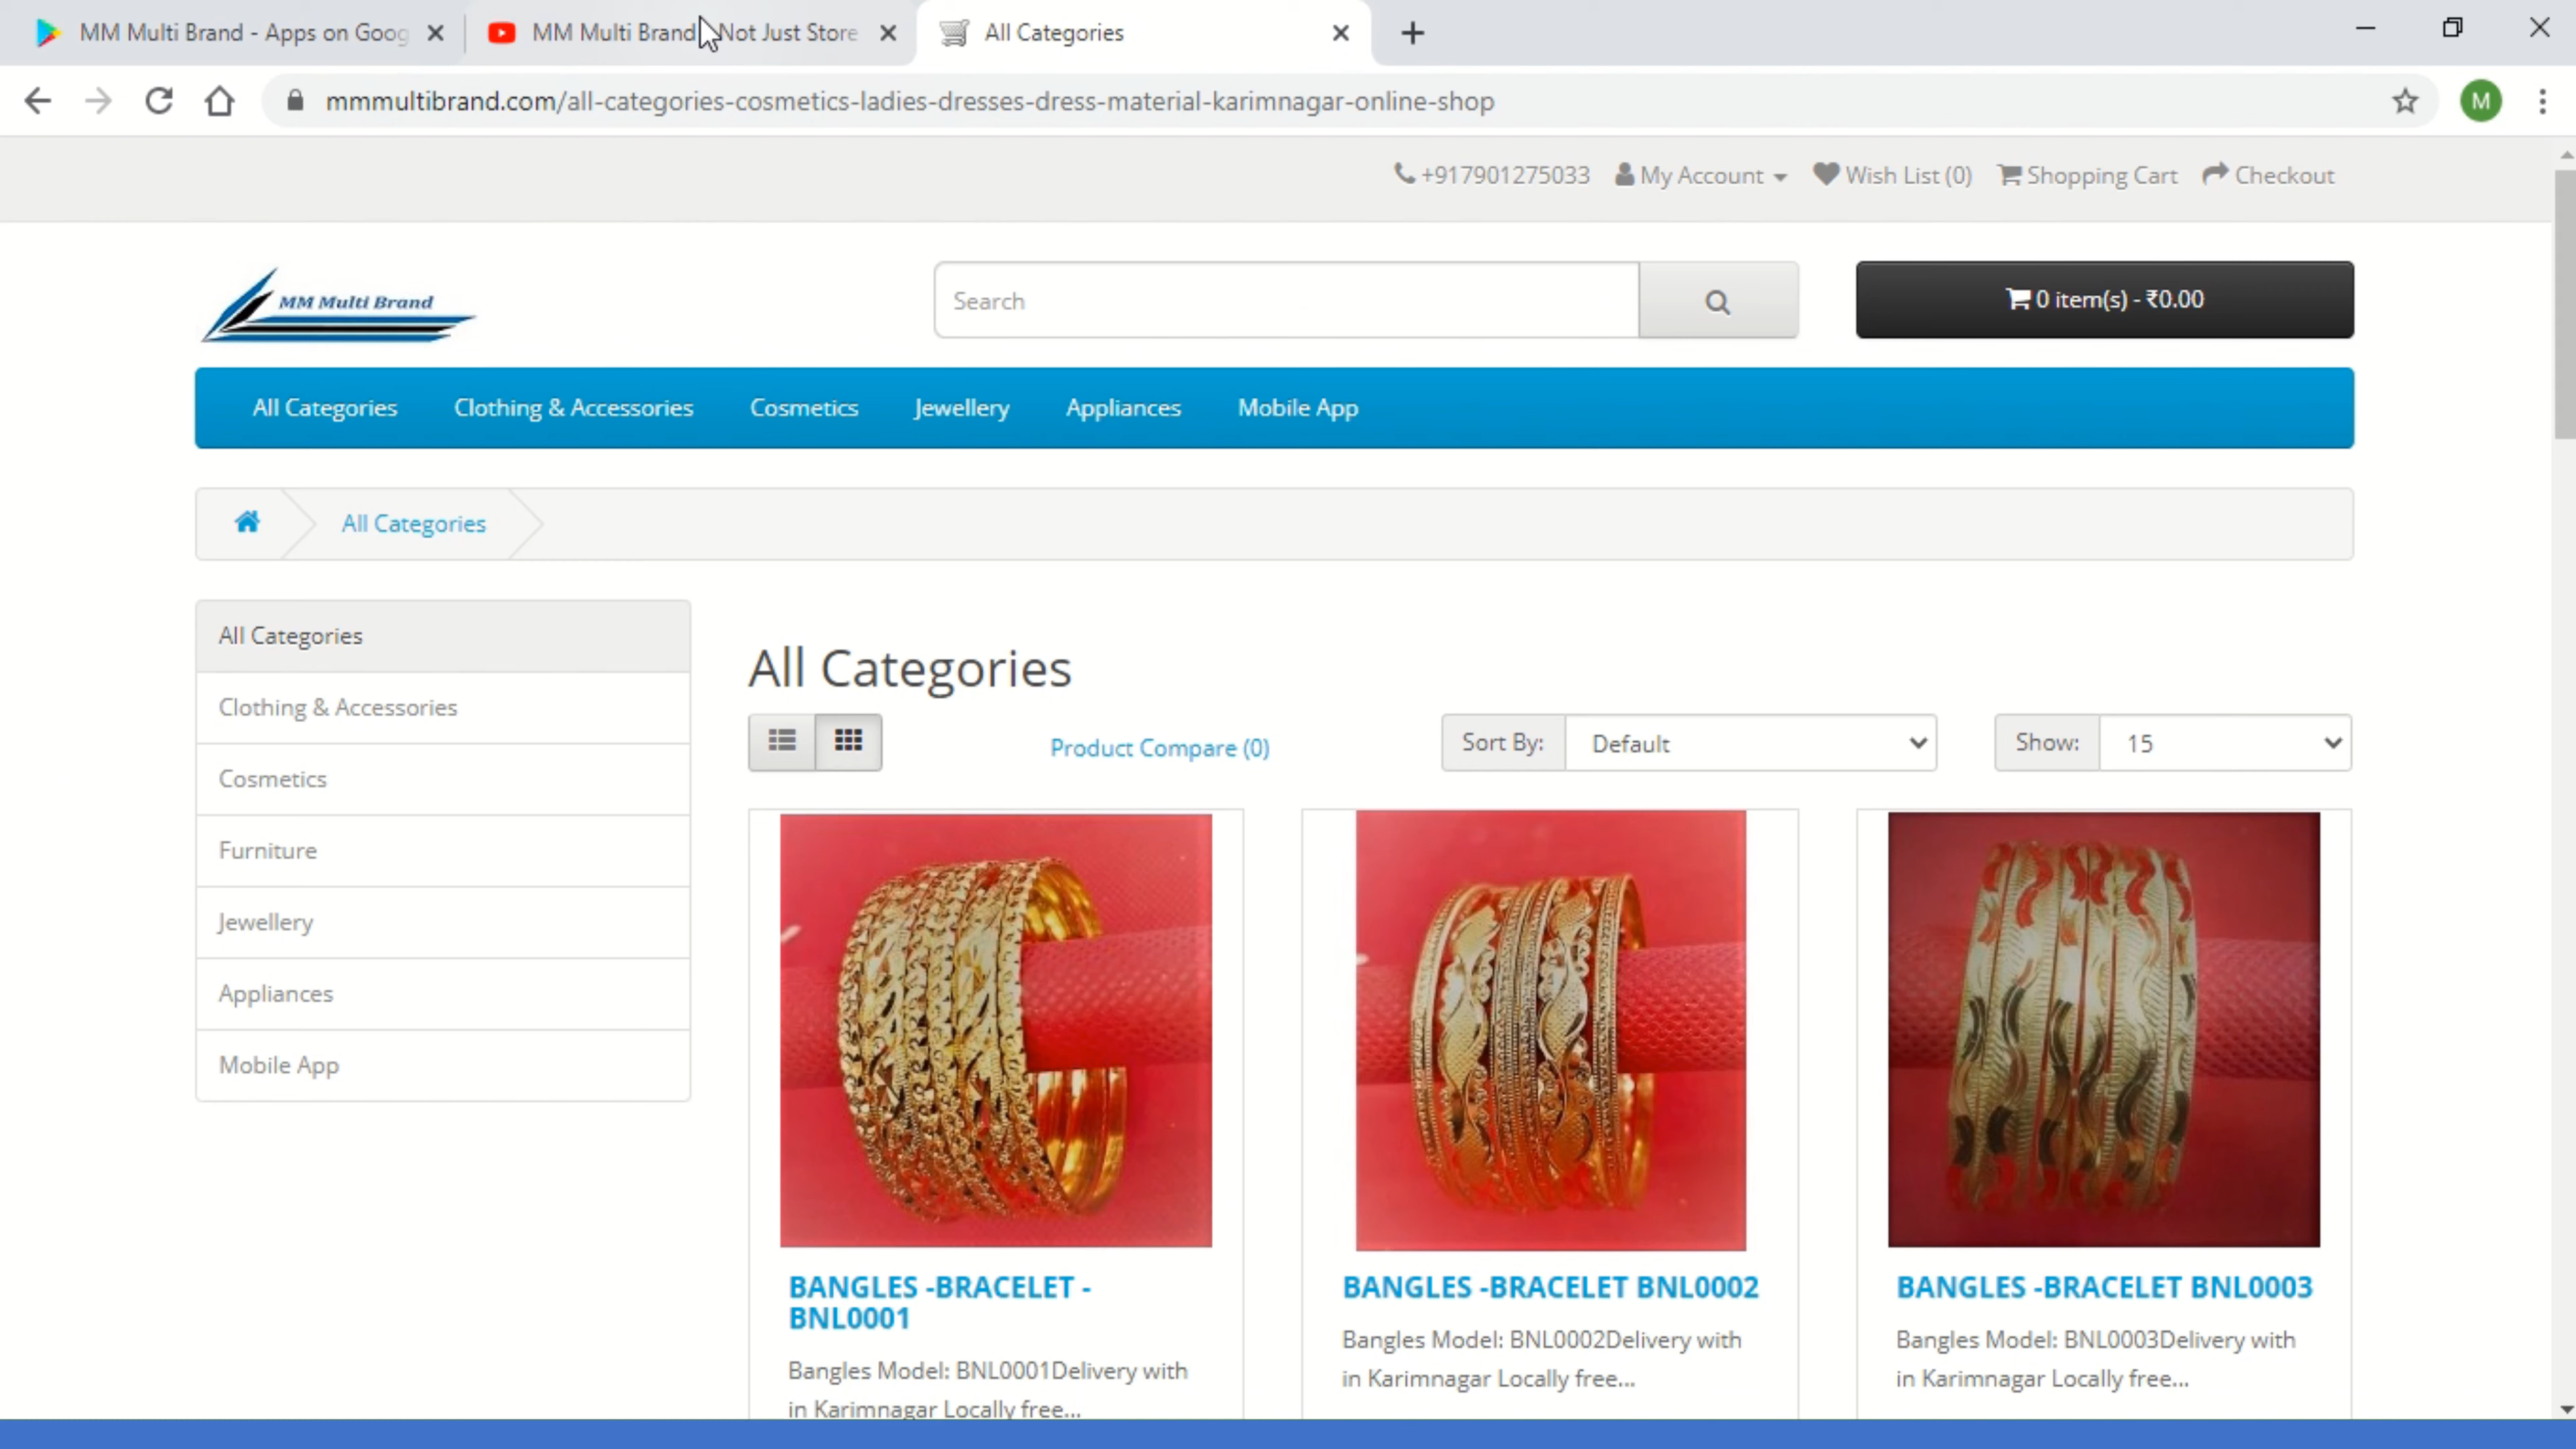 MM Multi Brand - Apps on Goog
MM Multi Brand - Not Just Store
All Categories
mmmultibrand.com/all-categories-cosmetics-ladies-dresses-dress-material-karimnagar-online-shop
M
+917901275033 My Account Wish List (0) Shopping Cart Checkout
MM Multi Brand
Search
0 item(s) - ₹0.00
All Categories Clothing & Accessories Cosmetics Jewellery Appliances Mobile App
All Categories
All Categories
Clothing & Accessories
Cosmetics
Furniture
Jewellery
Appliances
Mobile App
All Categories
Product Compare (0)
Sort By: Default
Show: 15
BANGLES -BRACELET -
BNL0001
Bangles Model: BNL0001Delivery with
in Karimnagar Locally free...
BANGLES -BRACELET BNL0002
Bangles Model: BNL0002Delivery with
in Karimnagar Locally free...
BANGLES -BRACELET BNL0003
Bangles Model: BNL0003Delivery with
in Karimnagar Locally free...